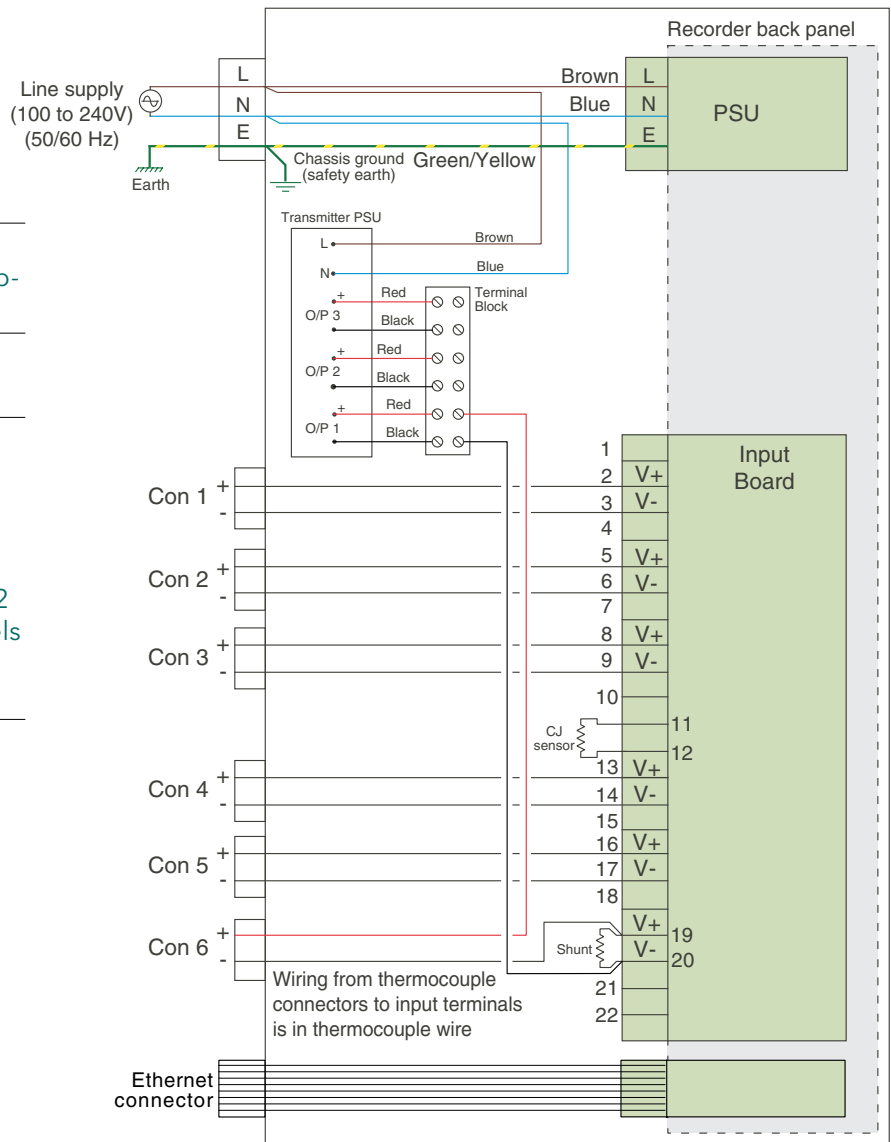 Recorder back panel
Line supply
(100 to 240V)
(50/60 Hz)
L
N
E
Brown
Blue
Green/Yellow
L
N
E
PSU
Earth
Chassis ground
(safety earth)
Transmitter PSU
L
Brown
N
Blue
+
O/P 3
Red
Black
Terminal
Block
+
O/P 2
Red
Black
+
O/P 1
Red
Black
Input
Board
1
2 V+
3 V-
4
5 V+
6 V-
7
8 V+
9 V-
10
11
12
13 V+
14 V-
15
16 V+
17 V-
18
V+ 19
V- 20
21
22
Con 1 + -
Con 2 + -
Con 3 + -
CJ
sensor
Con 4 + -
Con 5 + -
Con 6 + -
Shunt
Wiring from thermocouple
connectors to input terminals
is in thermocouple wire
Ethernet
connector
2